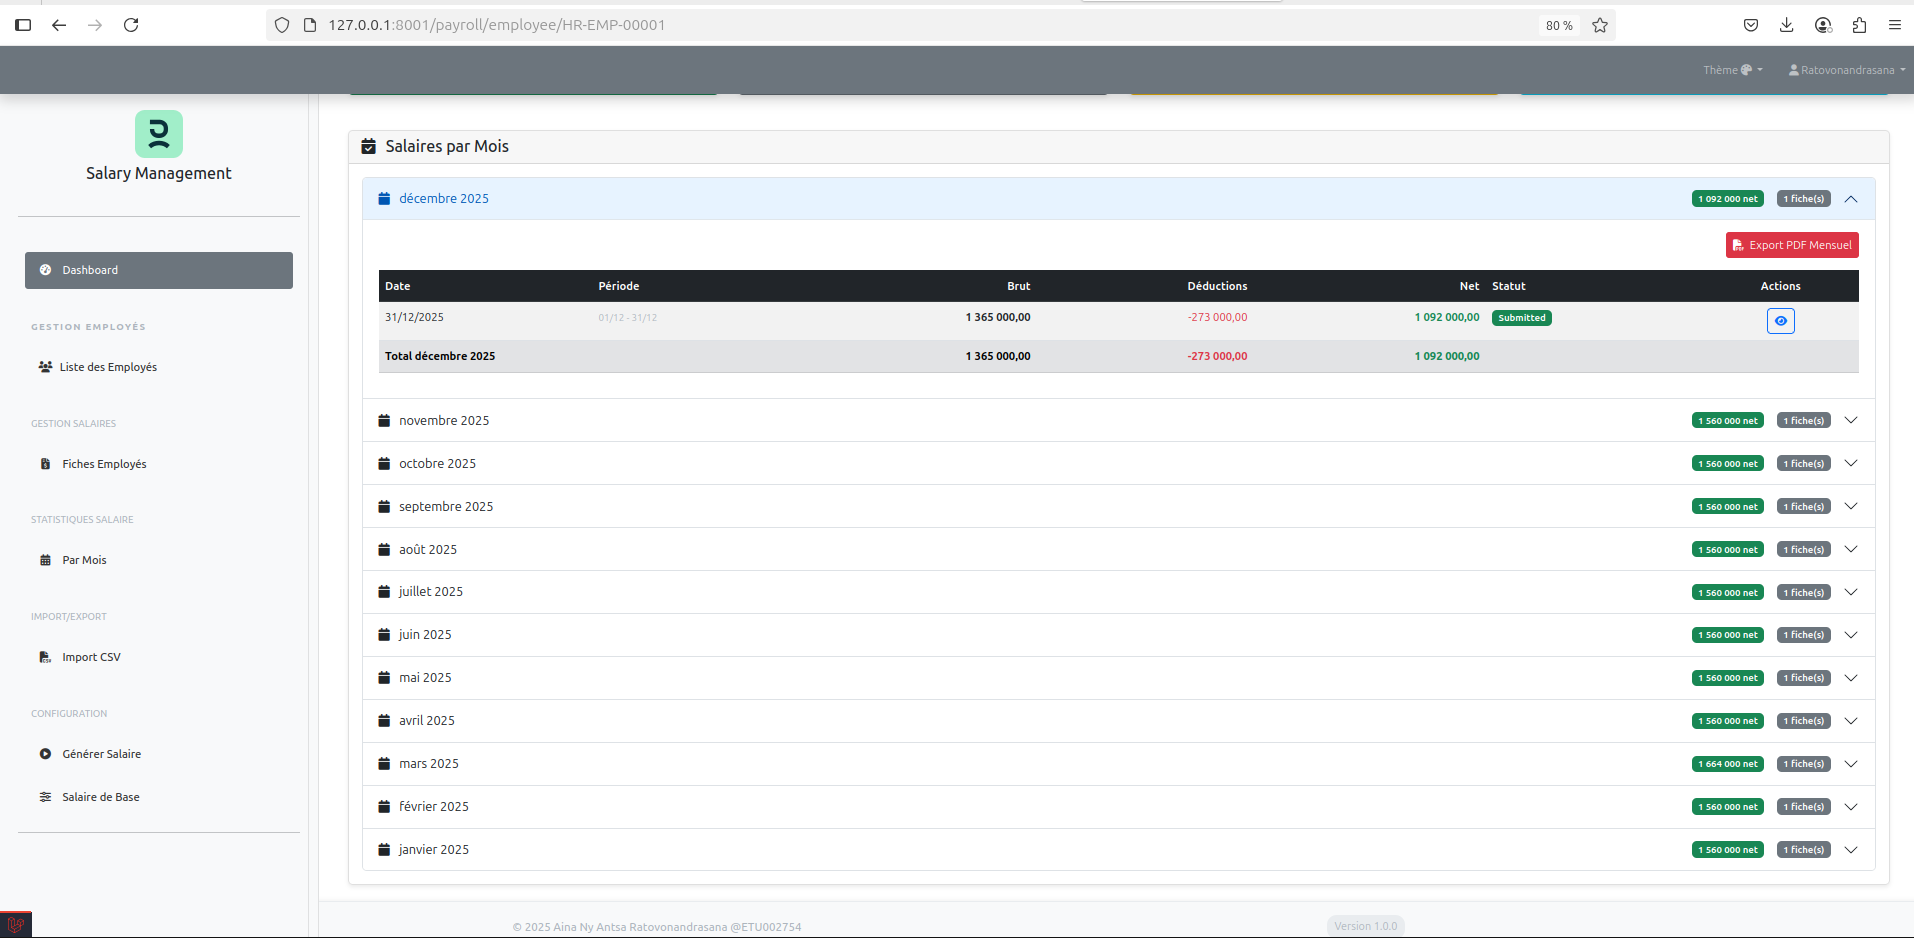 127.0.0.1:8001/payroll/employee/HR-EMP-00001
80 %
Thème
Ratovonandrasana
Salary Management
Dashboard
GESTION EMPLOYÉS
Liste des Employés
GESTION SALAIRES
Fiches Employés
STATISTIQUES SALAIRE
Par Mois
IMPORT/EXPORT
Import CSV
CONFIGURATION
Générer Salaire
Salaire de Base
Salaires par Mois
décembre 2025 1 092 000 net 1 fiche(s)
Export PDF Mensuel
Date Période Brut Déductions Net Statut Actions
31/12/2025 01/12 - 31/12 1 365 000,00 -273 000,00 1 092 000,00 Submitted
Total décembre 2025 1 365 000,00 -273 000,00 1 092 000,00
novembre 2025 1 560 000 net 1 fiche(s)
octobre 2025 1 560 000 net 1 fiche(s)
septembre 2025 1 560 000 net 1 fiche(s)
août 2025 1 560 000 net 1 fiche(s)
juillet 2025 1 560 000 net 1 fiche(s)
juin 2025 1 560 000 net 1 fiche(s)
mai 2025 1 560 000 net 1 fiche(s)
avril 2025 1 560 000 net 1 fiche(s)
mars 2025 1 664 000 net 1 fiche(s)
février 2025 1 560 000 net 1 fiche(s)
janvier 2025 1 560 000 net 1 fiche(s)
© 2025 Aina Ny Antsa Ratovonandrasana @ETU002754
Version 1.0.0